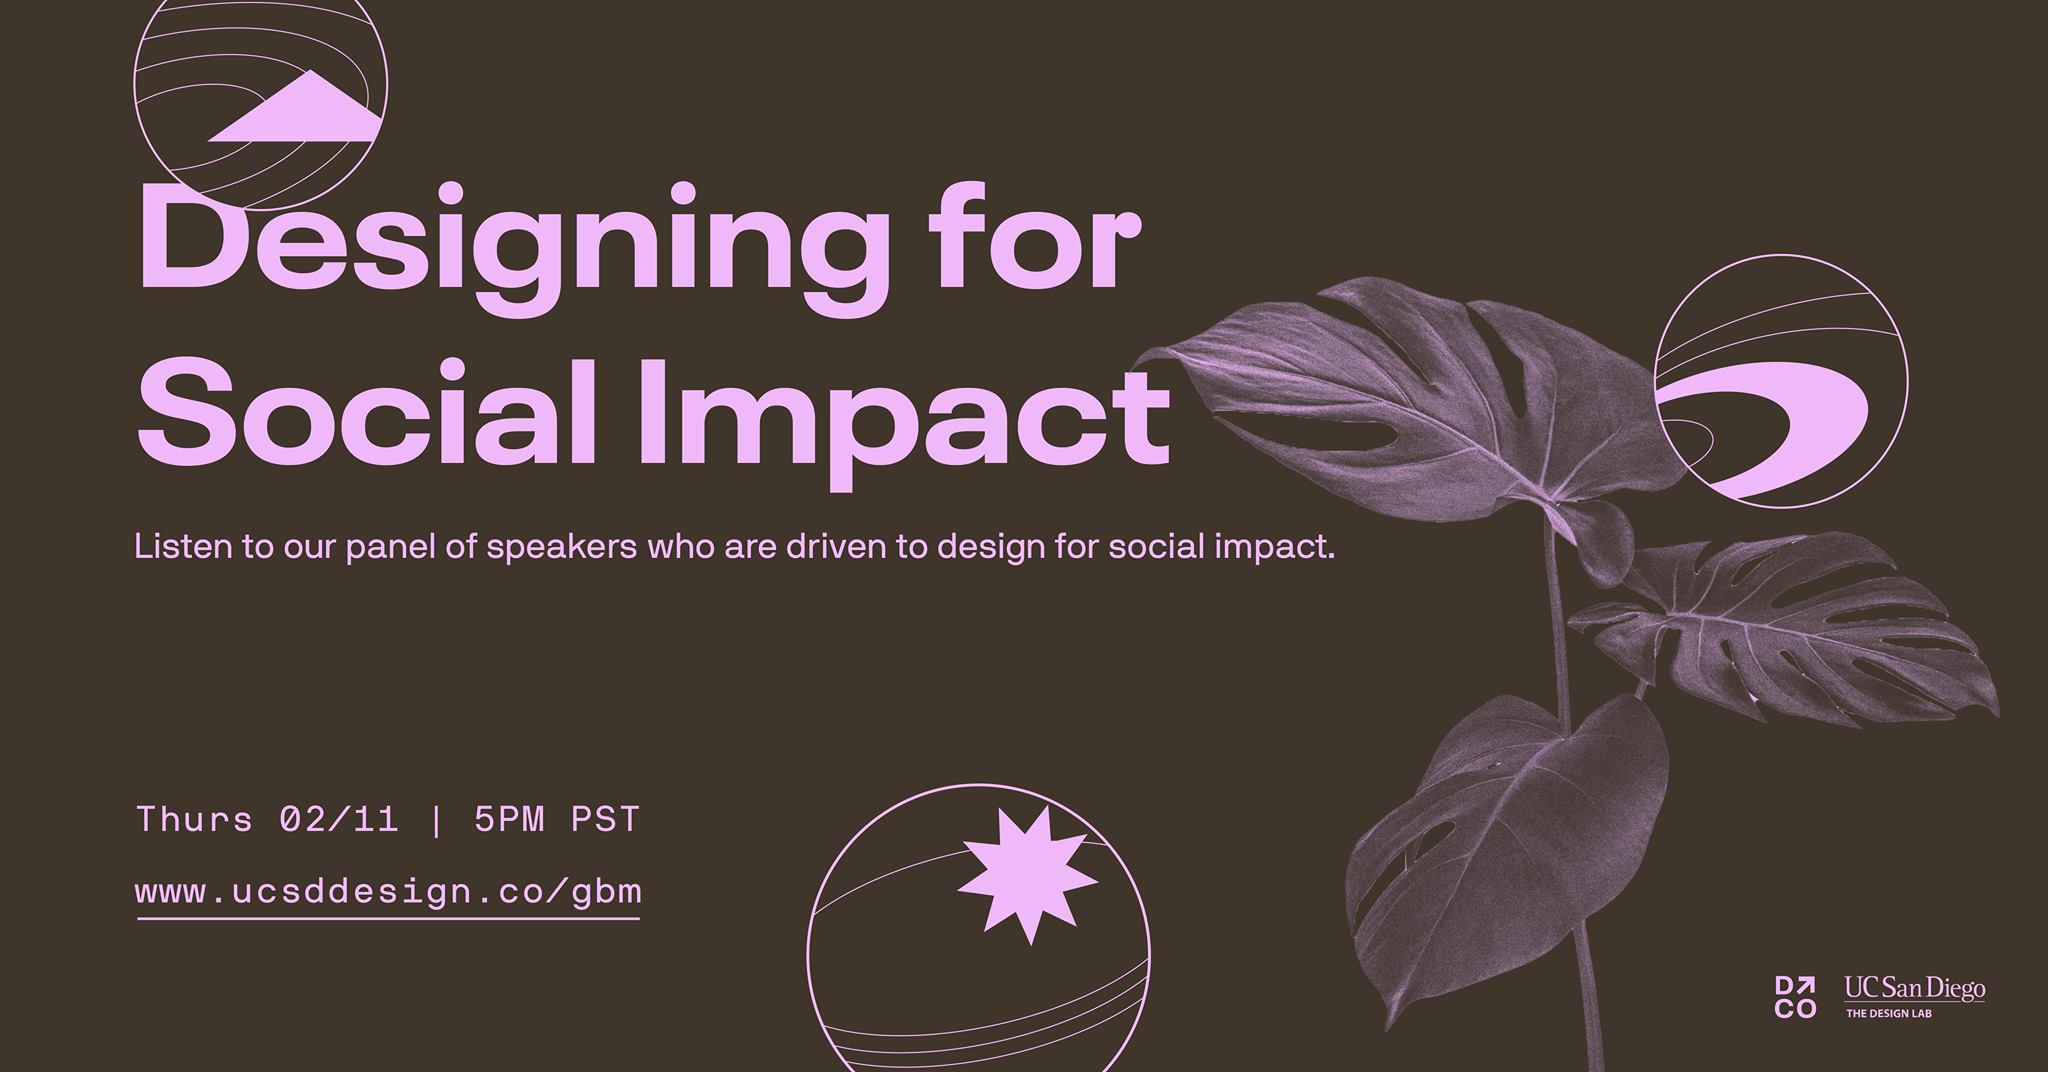 Designing for
Social Impact
Listen to our panel of speakers who are driven to design for social impact.
Thurs 02/11 | 5PM PST
www.ucsddesign.co/gbm
D↗
CO
UC San Diego
THE DESIGN LAB